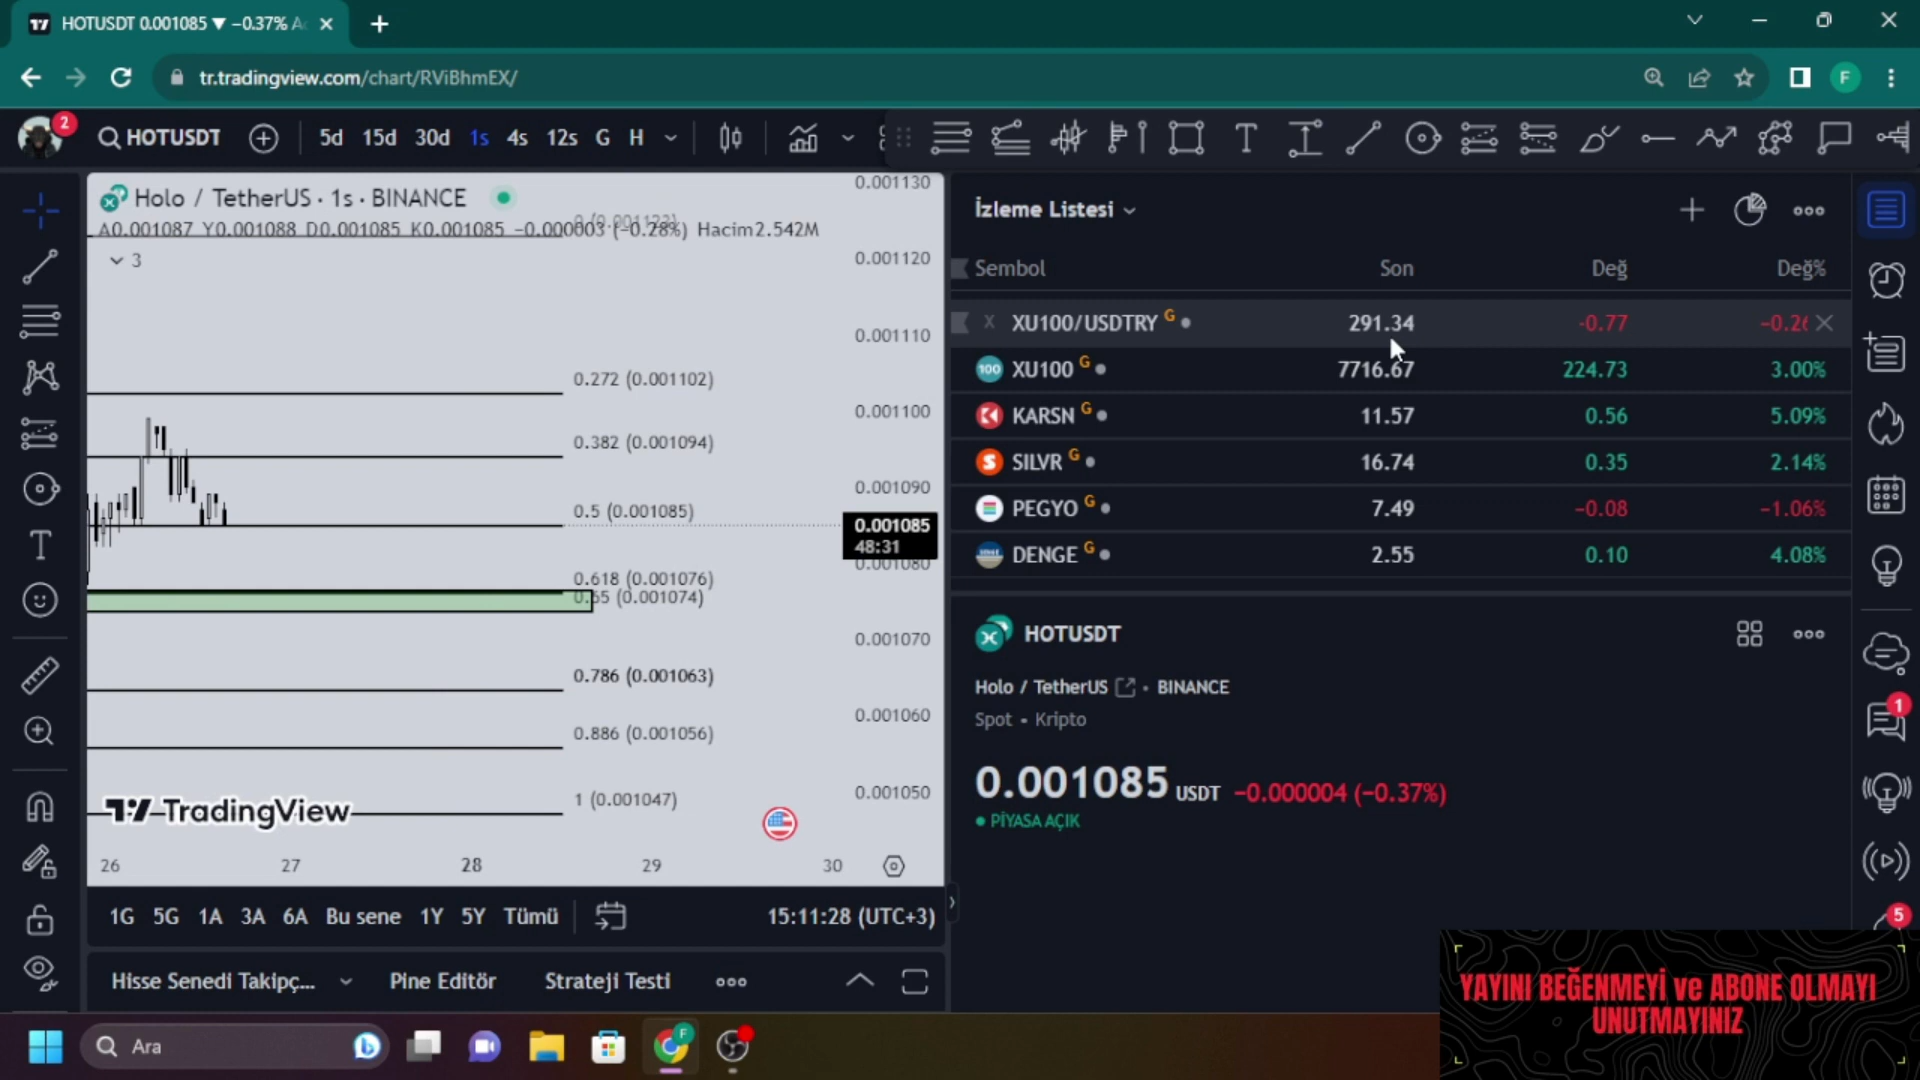 HOTUSDT 0.001085 ▼ −0.37% A
tr.tradingview.com/chart/RViBhmEX/
F
2
HOTUSDT
5d 15d 30d 1s 4s 12s G H
Holo / TetherUS · 1s · BINANCE
A0.001087 Y0.001088 D0.001085 K0.001085 −0.000003 (−0.28%) Hacim2.542M
3
0.272 (0.001102)
0.382 (0.001094)
0.5 (0.001085)
0.618 (0.001076)
0.65 (0.001074)
0.786 (0.001063)
0.886 (0.001056)
1 (0.001047)
0.001130
0.001120
0.001110
0.001100
0.001090
0.001085
48:31
0.001080
0.001070
0.001060
0.001050
TradingView
26 27 28 29 30
1G 5G 1A 3A 6A Bu sene 1Y 5Y Tümü
15:11:28 (UTC+3)
Hisse Senedi Takipç... Pine Editör Strateji Testi
İzleme Listesi
Sembol Son Değ Değ%
X XU100/USDTRY G 291.34 -0.77 −0.26
100 XU100 G 7716.67 224.73 3.00%
KARSN G 11.57 0.56 5.09%
SILVR G 16.74 0.35 2.14%
PEGYO G 7.49 −0.08 −1.06%
DENGE G 2.55 0.10 4.08%
HOTUSDT
Holo / TetherUS • BINANCE
Spot • Kripto
0.001085 USDT −0.000004 (−0.37%)
PİYASA AÇIK
1
5
YAYINI BEĞENMEYİ ve ABONE OLMAYI
UNUTMAYINIZ
Ara
F